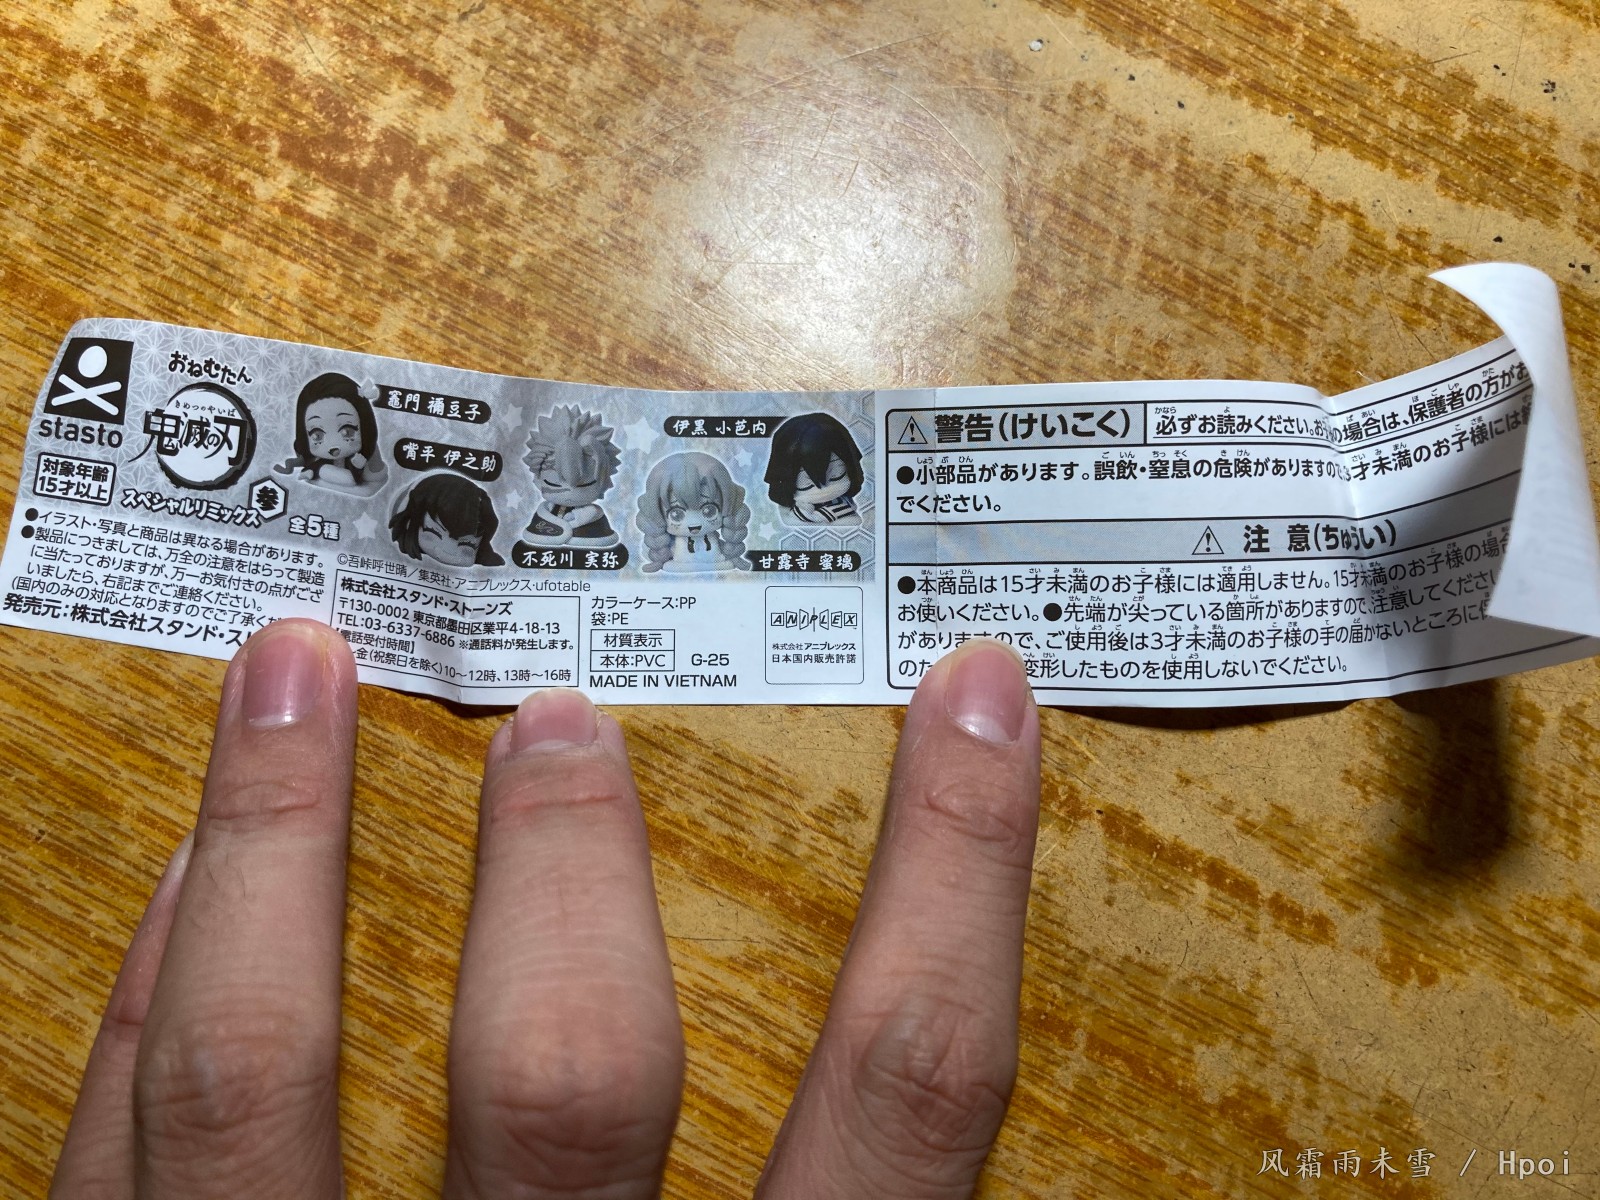 stasto
対象年齢
15才以上
おねむたん
きめつのやいば
鬼滅の刃
スペシャルリミックス 参
全5種
竈門 禰豆子
嘴平 伊之助
不死川 実弥
伊黒 小芭内
甘露寺 蜜璃
●イラスト・写真と商品は異なる場合があります。
●製品につきましては、万全の注意をはらって製造
に当たっておりますが、万一お気付きの点がござ
いましたら、右記までご連絡ください。
(国内のみの対応となりますのでご了承くだ
発売元:株式会社スタンド・スト
©吾峠呼世晴／集英社・アニプレックス・ufotable
株式会社スタンド・ストーンズ
〒130-0002 東京都墨田区業平4-18-13
TEL:03-6337-6886 ※通話料が発生します。
電話受付時間】
～金(祝祭日を除く)10～12時、13時～16時
カラーケース:PP
袋:PE
材質表示
本体:PVC G-25
MADE IN VIETNAM
ANIPLEX
株式会社アニプレックス
日本国内販売許諾
警告(けいこく)
必ずお読みください。お子様の場合は、保護者の方がお
●小部品があります。誤飲・窒息の危険がありますので、3才未満のお子様には
でください。
注 意(ちゅうい)
●本商品は15才未満のお子様には適用しません。15才未満のお子様の場合
お使いください。●先端が尖っている箇所がありますので、注意してくださ
がありますので、ご使用後は3才未満のお子様の手の届かないところに
のた 変形したものを使用しないでください。
风霜雨未雪 / Hpoi